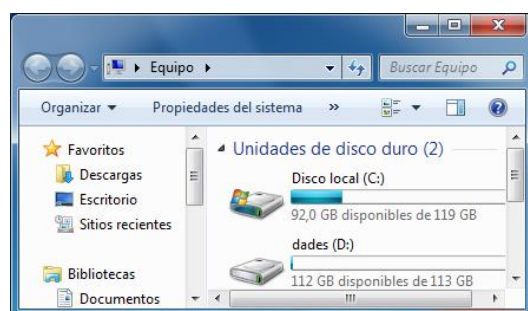 Equipo
Buscar Equipo
Organizar
Propiedades del sistema
»
Favoritos
Descargas
Escritorio
Sitios recientes
Bibliotecas
Documentos
Unidades de disco duro (2)
Disco local (C:)
92,0 GB disponibles de 119 GB
dades (D:)
112 GB disponibles de 113 GB